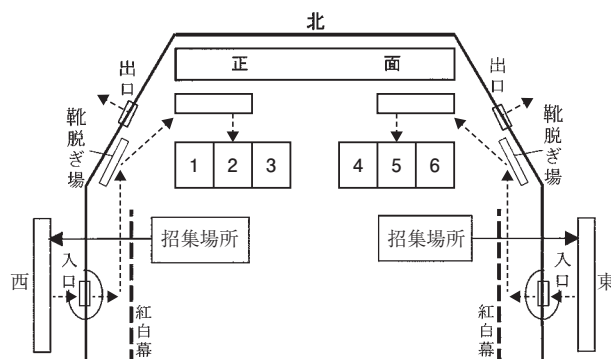 北
正 面
出口
出口
靴脱ぎ場
靴脱ぎ場
1 2 3
4 5 6
招集場所
招集場所
入口
入口
西
東
紅白幕
紅白幕